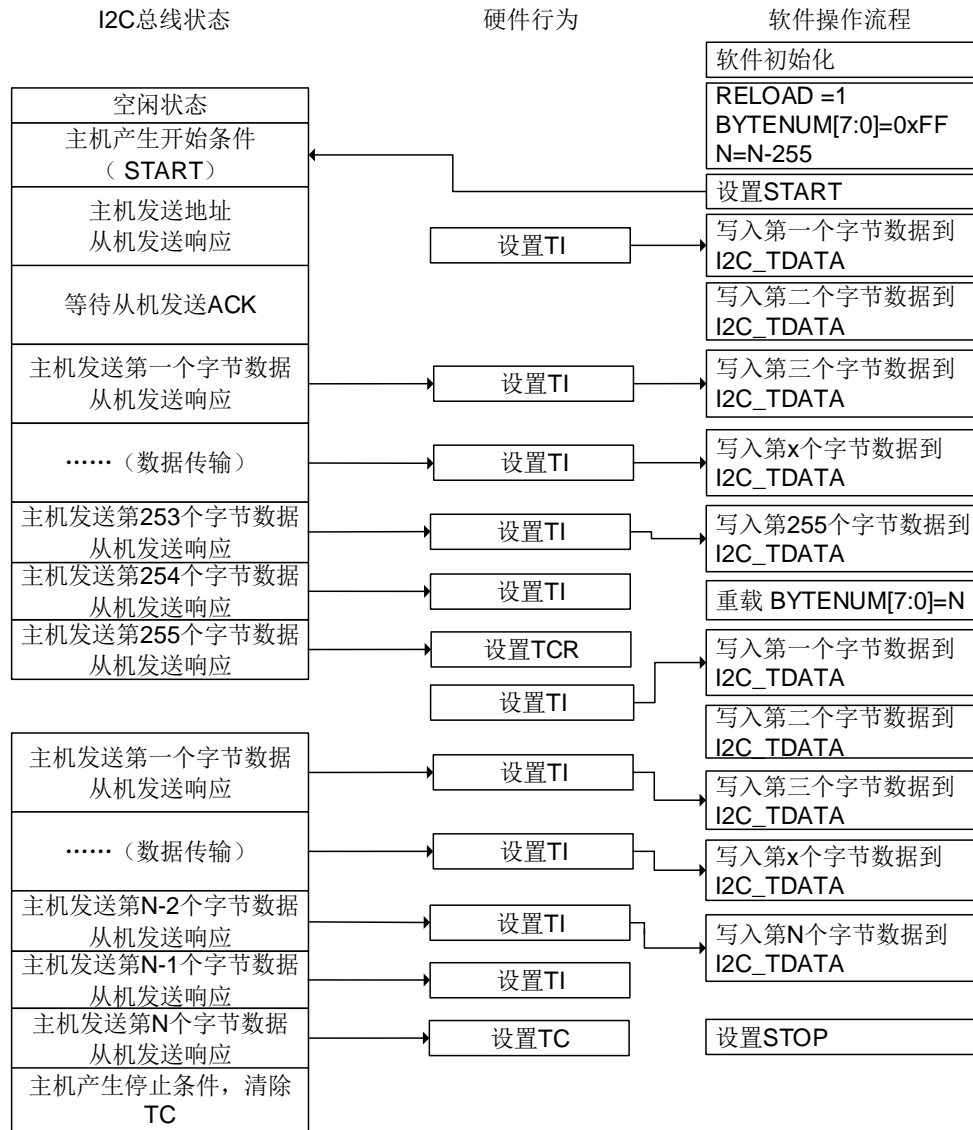 I2C总线状态
硬件行为
软件操作流程
软件初始化
空闲状态
RELOAD =1
BYTENUM[7:0]=0xFF
N=N-255
主机产生开始条件
（ START）
设置START
主机发送地址
从机发送响应
设置TI
写入第一个字节数据到
I2C_TDATA
等待从机发送ACK
写入第二个字节数据到
I2C_TDATA
主机发送第一个字节数据
从机发送响应
设置TI
写入第三个字节数据到
I2C_TDATA
……（数据传输）
设置TI
写入第x个字节数据到
I2C_TDATA
主机发送第253个字节数据
从机发送响应
设置TI
写入第255个字节数据到
I2C_TDATA
主机发送第254个字节数据
从机发送响应
设置TI
重载 BYTENUM[7:0]=N
主机发送第255个字节数据
从机发送响应
设置TCR
设置TI
写入第一个字节数据到
I2C_TDATA
写入第二个字节数据到
I2C_TDATA
主机发送第一个字节数据
从机发送响应
设置TI
写入第三个字节数据到
I2C_TDATA
……（数据传输）
设置TI
写入第x个字节数据到
I2C_TDATA
主机发送第N-2个字节数据
从机发送响应
设置TI
写入第N个字节数据到
I2C_TDATA
主机发送第N-1个字节数据
从机发送响应
设置TI
主机发送第N个字节数据
从机发送响应
设置TC
设置STOP
主机产生停止条件，清除
TC